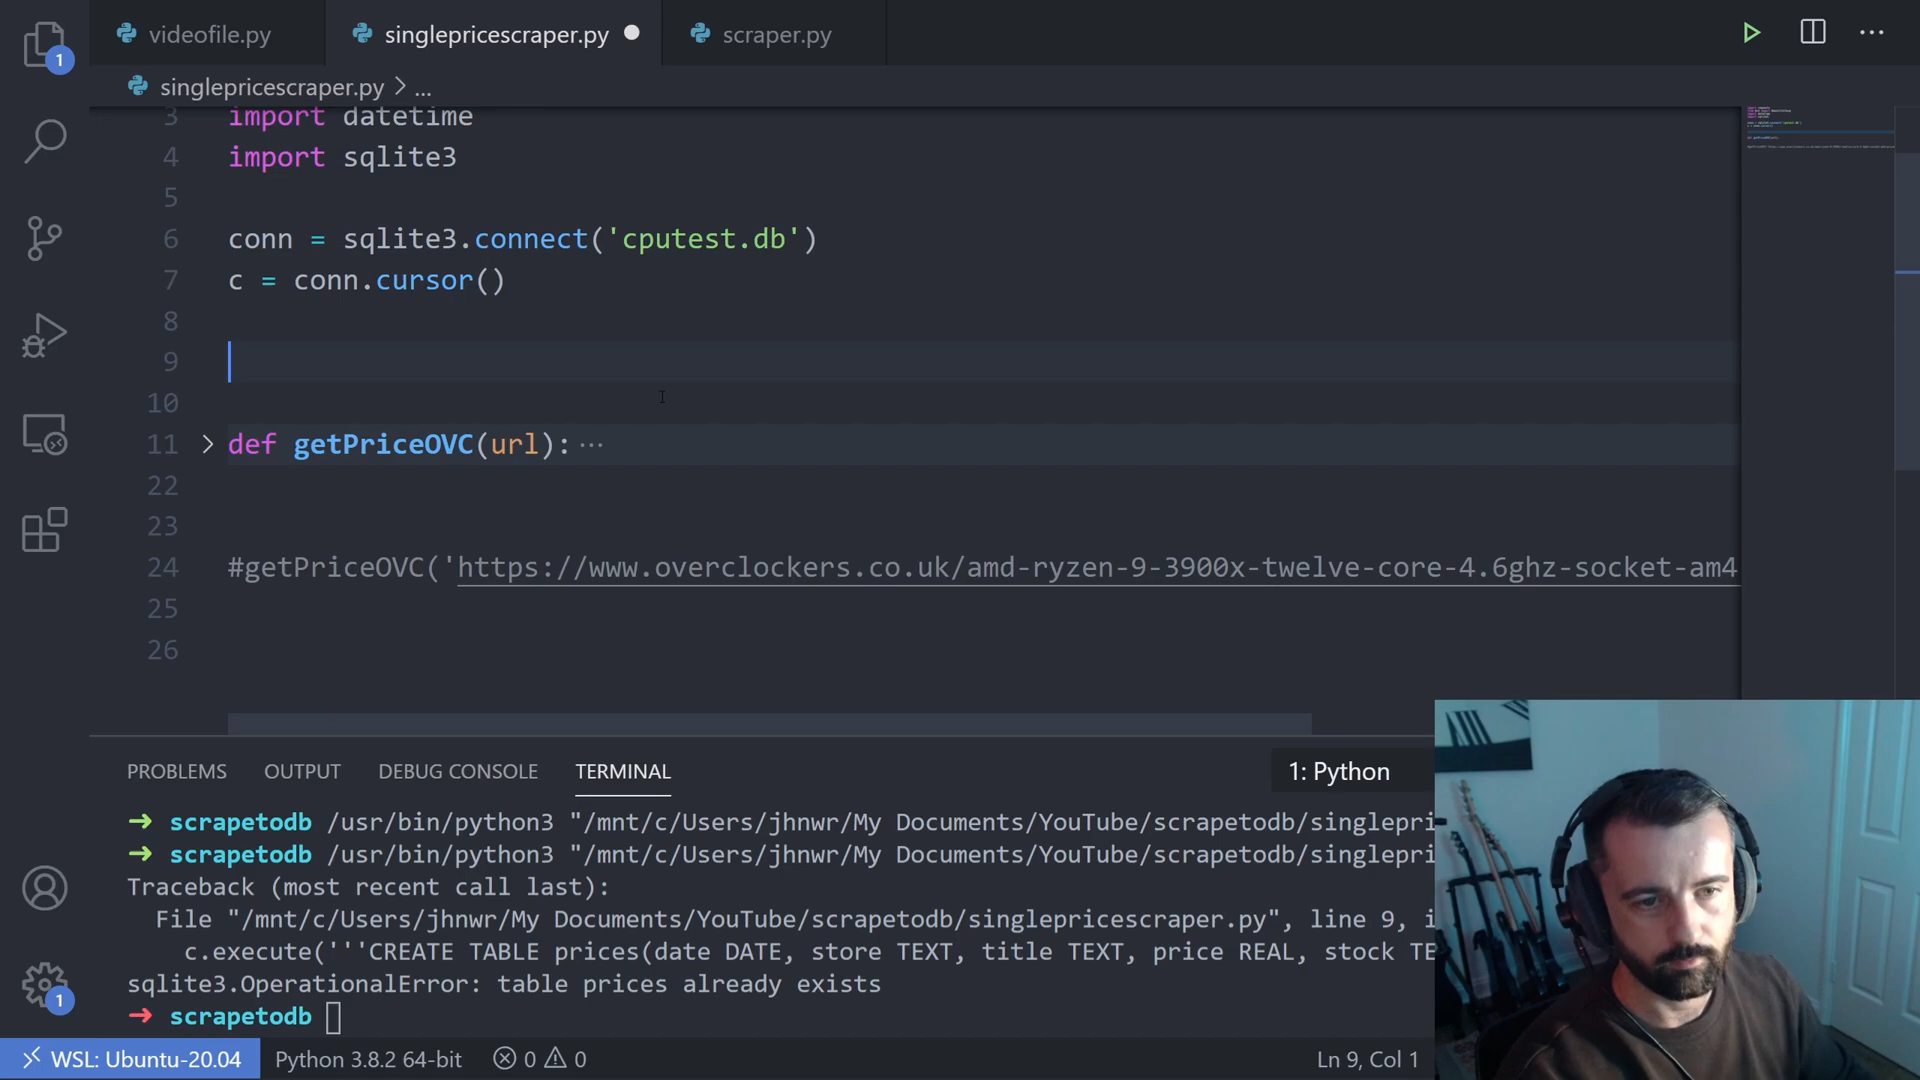 videofile.py
singlepricescraper.py
scraper.py
1
singlepricescraper.py > ...
3 import datetime
4 import sqlite3
5
6 conn = sqlite3.connect('cputest.db')
7 c = conn.cursor()
8
9
10
11 def getPriceOVC(url): ...
22
23
24 #getPriceOVC('https://www.overclockers.co.uk/amd-ryzen-9-3900x-twelve-core-4.6ghz-socket-am4
25
26
PROBLEMS OUTPUT DEBUG CONSOLE TERMINAL 1: Python
→ scrapetodb /usr/bin/python3 "/mnt/c/Users/jhnwr/My Documents/YouTube/scrapetodb/singlepri
→ scrapetodb /usr/bin/python3 "/mnt/c/Users/jhnwr/My Documents/YouTube/scrapetodb/singlepri
Traceback (most recent call last):
File "/mnt/c/Users/jhnwr/My Documents/YouTube/scrapetodb/singlepricescraper.py", line 9, i
c.execute('''CREATE TABLE prices(date DATE, store TEXT, title TEXT, price REAL, stock TE
sqlite3.OperationalError: table prices already exists
→ scrapetodb
1
WSL: Ubuntu-20.04 Python 3.8.2 64-bit 0 0 Ln 9, Col 1